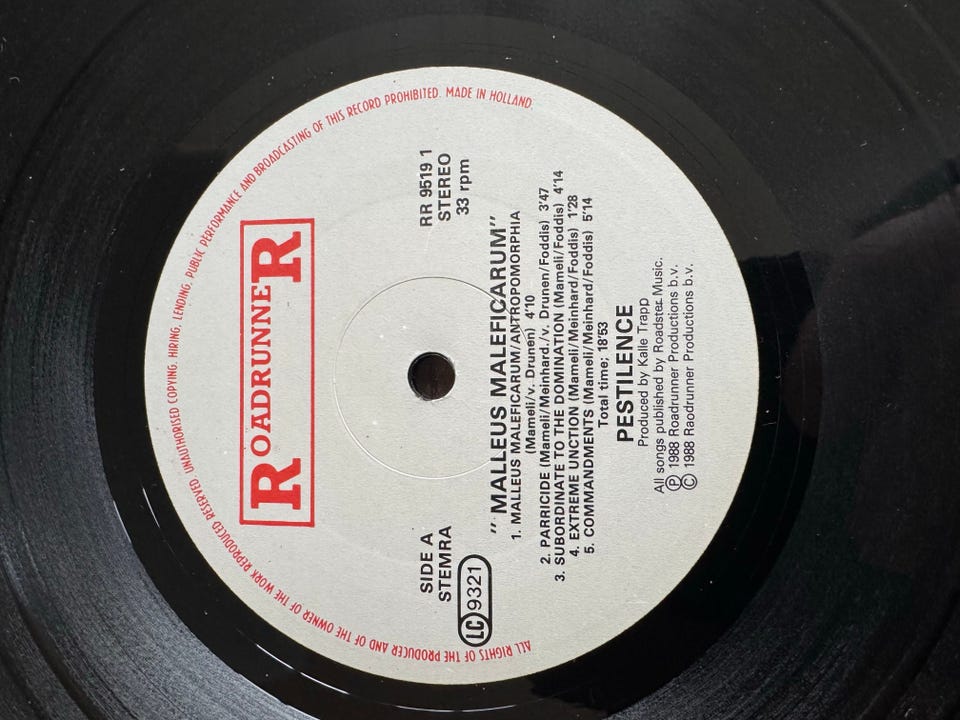 ALL RIGHTS OF THE PRODUCER AND OF THE OWNER OF THE WORK REPRODUCED RESERVED. UNAUTHORISED COPYING, HIRING, LENDING, PUBLIC PERFORMANCE AND BROADCASTING OF THIS RECORD PROHIBITED. MADE IN HOLLAND.
ROADRUNNER
SIDE A
STEMRA
LC 9321
RR 9519 1
STEREO
33 rpm
"MALLEUS MALEFICARUM"
1. MALLEUS MALEFICARUM/ANTROPOMORPHIA
(Mameli/v. Drunen) 4'10
2. PARRICIDE (Mameli/Meinhard./v. Drunen/Foddis) 3'47
3. SUBORDINATE TO THE DOMINATION (Mameli/Foddis) 4'14
4. EXTREME UNCTION (Mameli/Meinhard/Foddis) 1'28
5. COMMANDMENTS (Mameli/Meinhard/Foddis) 5'14
Total time; 18'53
PESTILENCE
Produced by Kalle Trapp
All songs published by Roadster Music.
Ⓟ 1988 Roadrunner Productions b.v.
© 1988 Raodrunner Productions b.v.